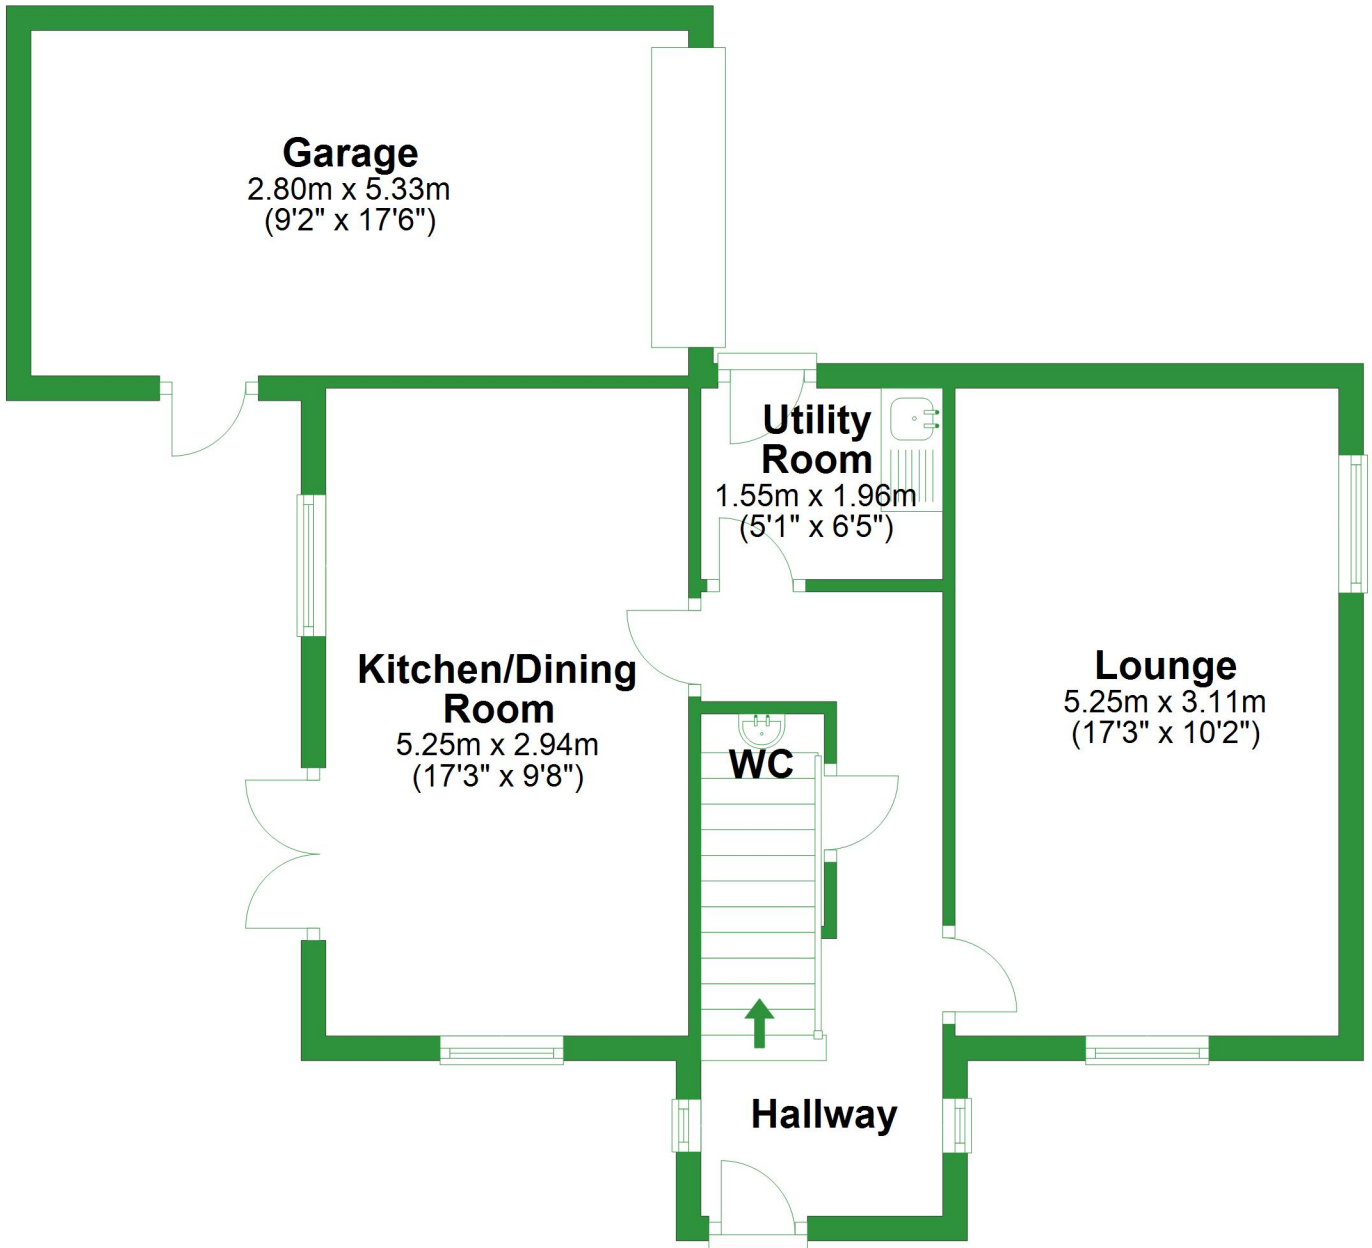 Garage
2.80m x 5.33m
(9'2" x 17'6")
Utility
Room
1.55m x 1.96m
(5'1" x 6'5")
Kitchen/Dining
Room
5.25m x 2.94m
(17'3" x 9'8")
Lounge
5.25m x 3.11m
(17'3" x 10'2")
WC
Hallway